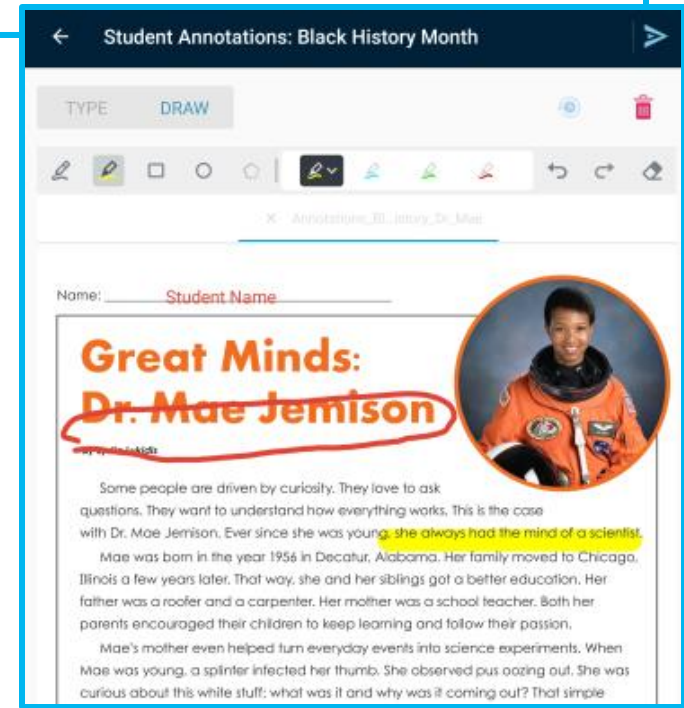 Student Annotations: Black History Month
TYPE DRAW
Annotations_Bl...istory_Dr_Mae
Name: Student Name
Great Minds:
Dr. Mae Jemison
by
Some people are driven by curiosity. They love to ask
questions. They want to understand how everything works. This is the case
with Dr. Mae Jemison. Ever since she was young, she always had the mind of a scientist.
Mae was born in the year 1956 in Decatur, Alabama. Her family moved to Chicago,
Illinois a few years later. That way, she and her siblings got a better education. Her
father was a roofer and a carpenter. Her mother was a school teacher. Both her
parents encouraged their children to keep learning and follow their passion.
Mae's mother even helped turn everyday events into science experiments. When
Mae was young, a splinter infected her thumb. She observed pus oozing out. She was
curious about this white stuff; what was it and why was it coming out? That simple